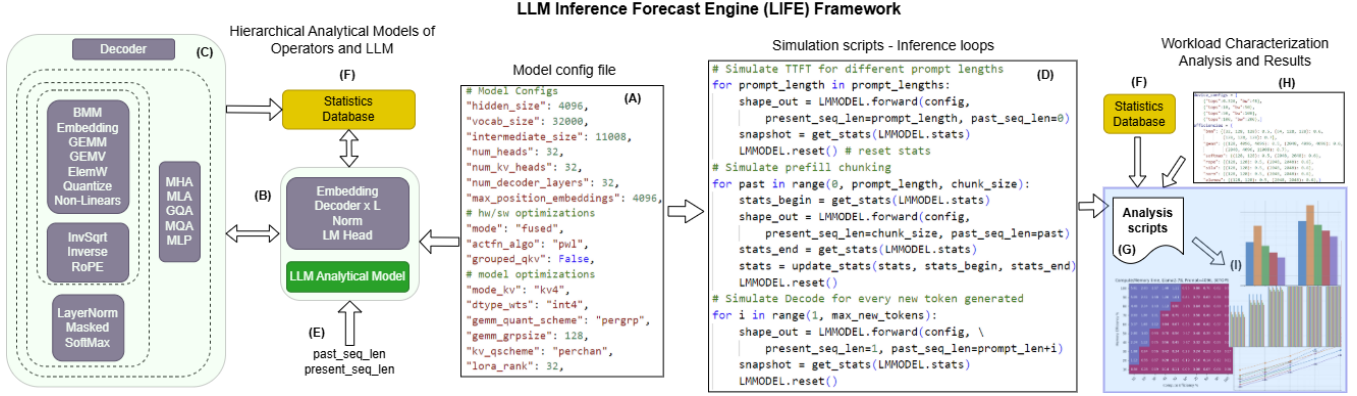 LLM Inference Forecast Engine (LIFE) Framework
Hierarchical Analytical Models of
Operators and LLM
Decoder
(C)
BMM
Embedding
GEMM
GEMV
ElemW
Quantize
Non-Linears
InvSqrt
Inverse
RoPE
LayerNorm
Masked
SoftMax
MHA
MLA
GQA
MQA
MLP
(F)
Statistics
Database
(B)
Embedding
Decoder x L
Norm
LM Head
LLM Analytical Model
(E)
past_seq_len
present_seq_len
Model config file
(A)
# Model Configs
"hidden_size": 4096,
"vocab_size": 32000,
"intermediate_size": 11008,
"num_heads": 32,
"num_kv_heads": 32,
"num_decoder_layers": 32,
"max_position_embeddings": 4096,
# hw/sw optimizations
"mode": "fused",
"actfn_algo": "pwl",
"grouped_qkv": False,
# model optimizations
"mode_kv": "kv4",
"dtype_wts": "int4",
"gemm_quant_scheme": "pergrp",
"gemm_grpsize": 128,
"kv_qscheme": "perchan",
"lora_rank": 32,
Simulation scripts - Inference loops
(D)
# Simulate TTFT for different prompt lengths
for prompt_length in prompt_lengths:
shape_out = LMMODEL.forward(config,
present_seq_len=prompt_length, past_seq_len=0)
snapshot = get_stats(LMMODEL.stats)
LMMODEL.reset() # reset stats
# Simulate prefill chunking
for past in range(0, prompt_length, chunk_size):
stats_begin = get_stats(LMMODEL.stats)
shape_out = LMMODEL.forward(config,
present_seq_len=chunk_size, past_seq_len=past)
stats_end = get_stats(LMMODEL.stats)
stats = update_stats(stats, stats_begin, stats_end)
LMMODEL.reset()
# Simulate Decode for every new token generated
for i in range(1, max_new_tokens):
shape_out = LMMODEL.forward(config, \
present_seq_len=1, past_seq_len=prompt_len+i)
snapshot = get_stats(LMMODEL.stats)
LMMODEL.reset()
Workload Characterization
Analysis and Results
(F)
Statistics
Database
(H)
Analysis
scripts
(G)
(I)